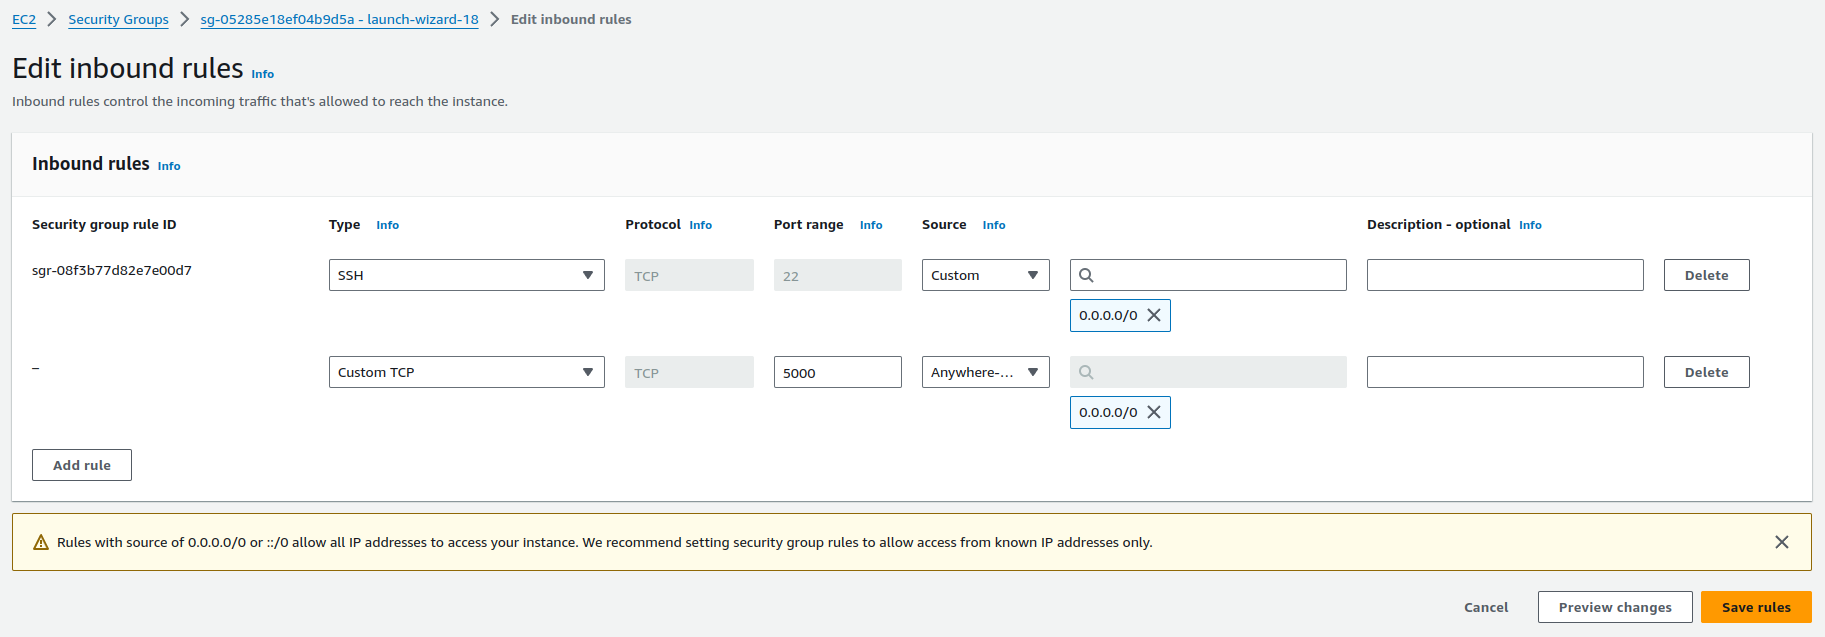 EC2 > Security Groups > sg-05285e18ef04b9d5a - launch-wizard-18 > Edit inbound rules
Edit inbound rules Info
Inbound rules control the incoming traffic that's allowed to reach the instance.
Inbound rules Info
Security group rule ID Type Info Protocol Info Port range Info Source Info Description - optional Info
sgr-08f3b77d82e7e00d7 SSH TCP 22 Custom Delete
0.0.0.0/0
– Custom TCP TCP 5000 Anywhere-... Delete
0.0.0.0/0
Add rule
Rules with source of 0.0.0.0/0 or ::/0 allow all IP addresses to access your instance. We recommend setting security group rules to allow access from known IP addresses only.
Cancel Preview changes Save rules